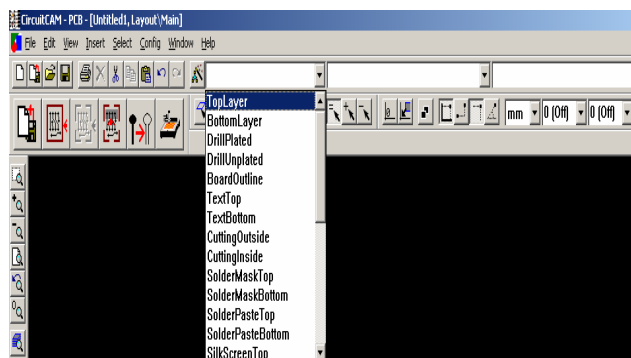 CircuitCAM - PCB - [Untitled1, Layout\Main]
File Edit View Insert Select Config Window Help
TopLayer
mm 0 (Off) 0 (Off)
BottomLayer
DrillPlated
DrillUnplated
BoardOutline
TextTop
TextBottom
CuttingOutside
CuttingInside
SolderMaskTop
SolderMaskBottom
SolderPasteTop
SolderPasteBottom
SilkScreenTop